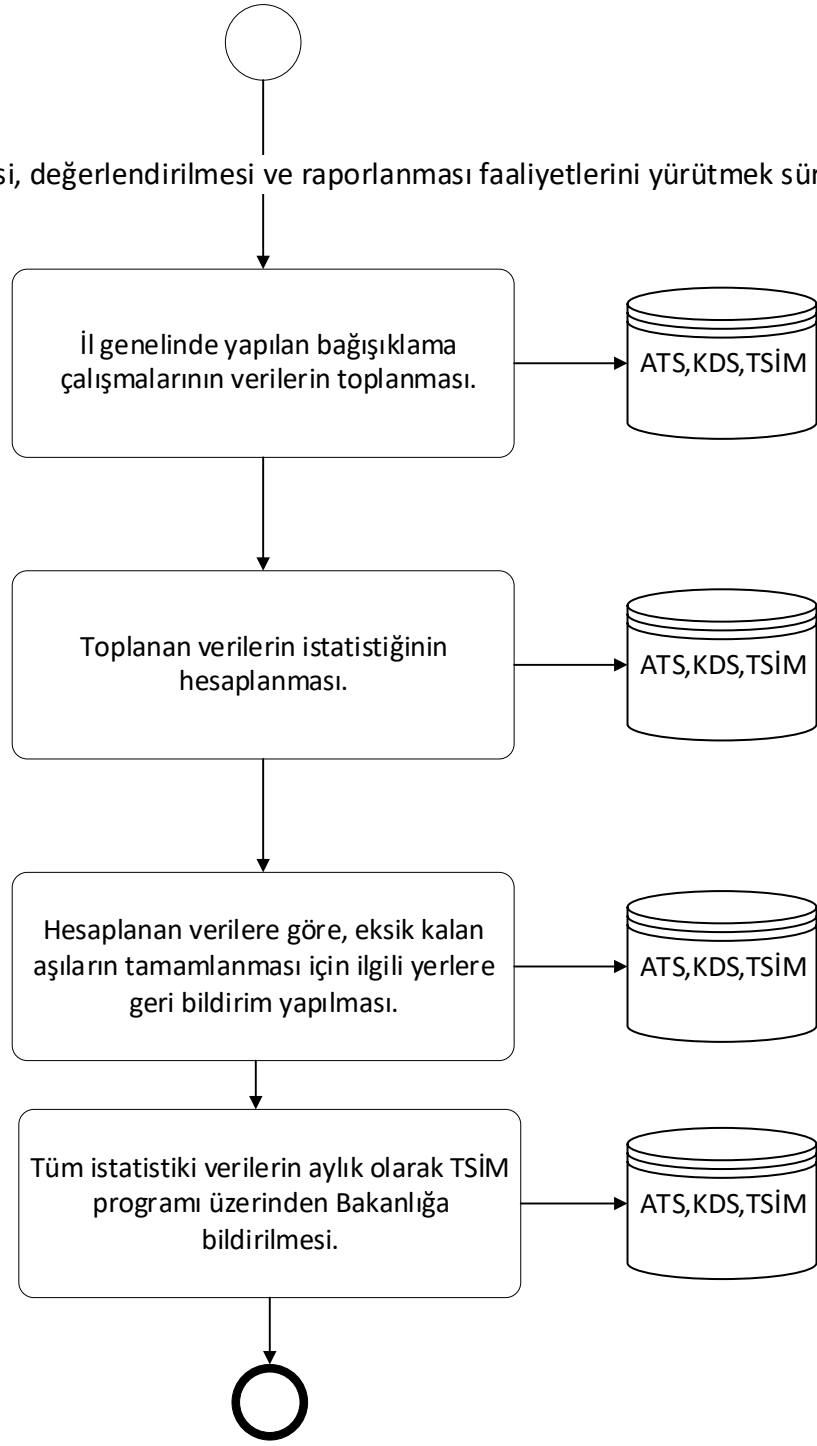 si, değerlendirilmesi ve raporlanması faaliyetlerini yürütmek sür
İl genelinde yapılan bağışıklama
çalışmalarının verilerin toplanması.
ATS,KDS,TSİM
Toplanan verilerin istatistiğinin
hesaplanması.
ATS,KDS,TSİM
Hesaplanan verilere göre, eksik kalan
aşıların tamamlanması için ilgili yerlere
geri bildirim yapılması.
ATS,KDS,TSİM
Tüm istatistiki verilerin aylık olarak TSİM
programı üzerinden Bakanlığa
bildirilmesi.
ATS,KDS,TSİM